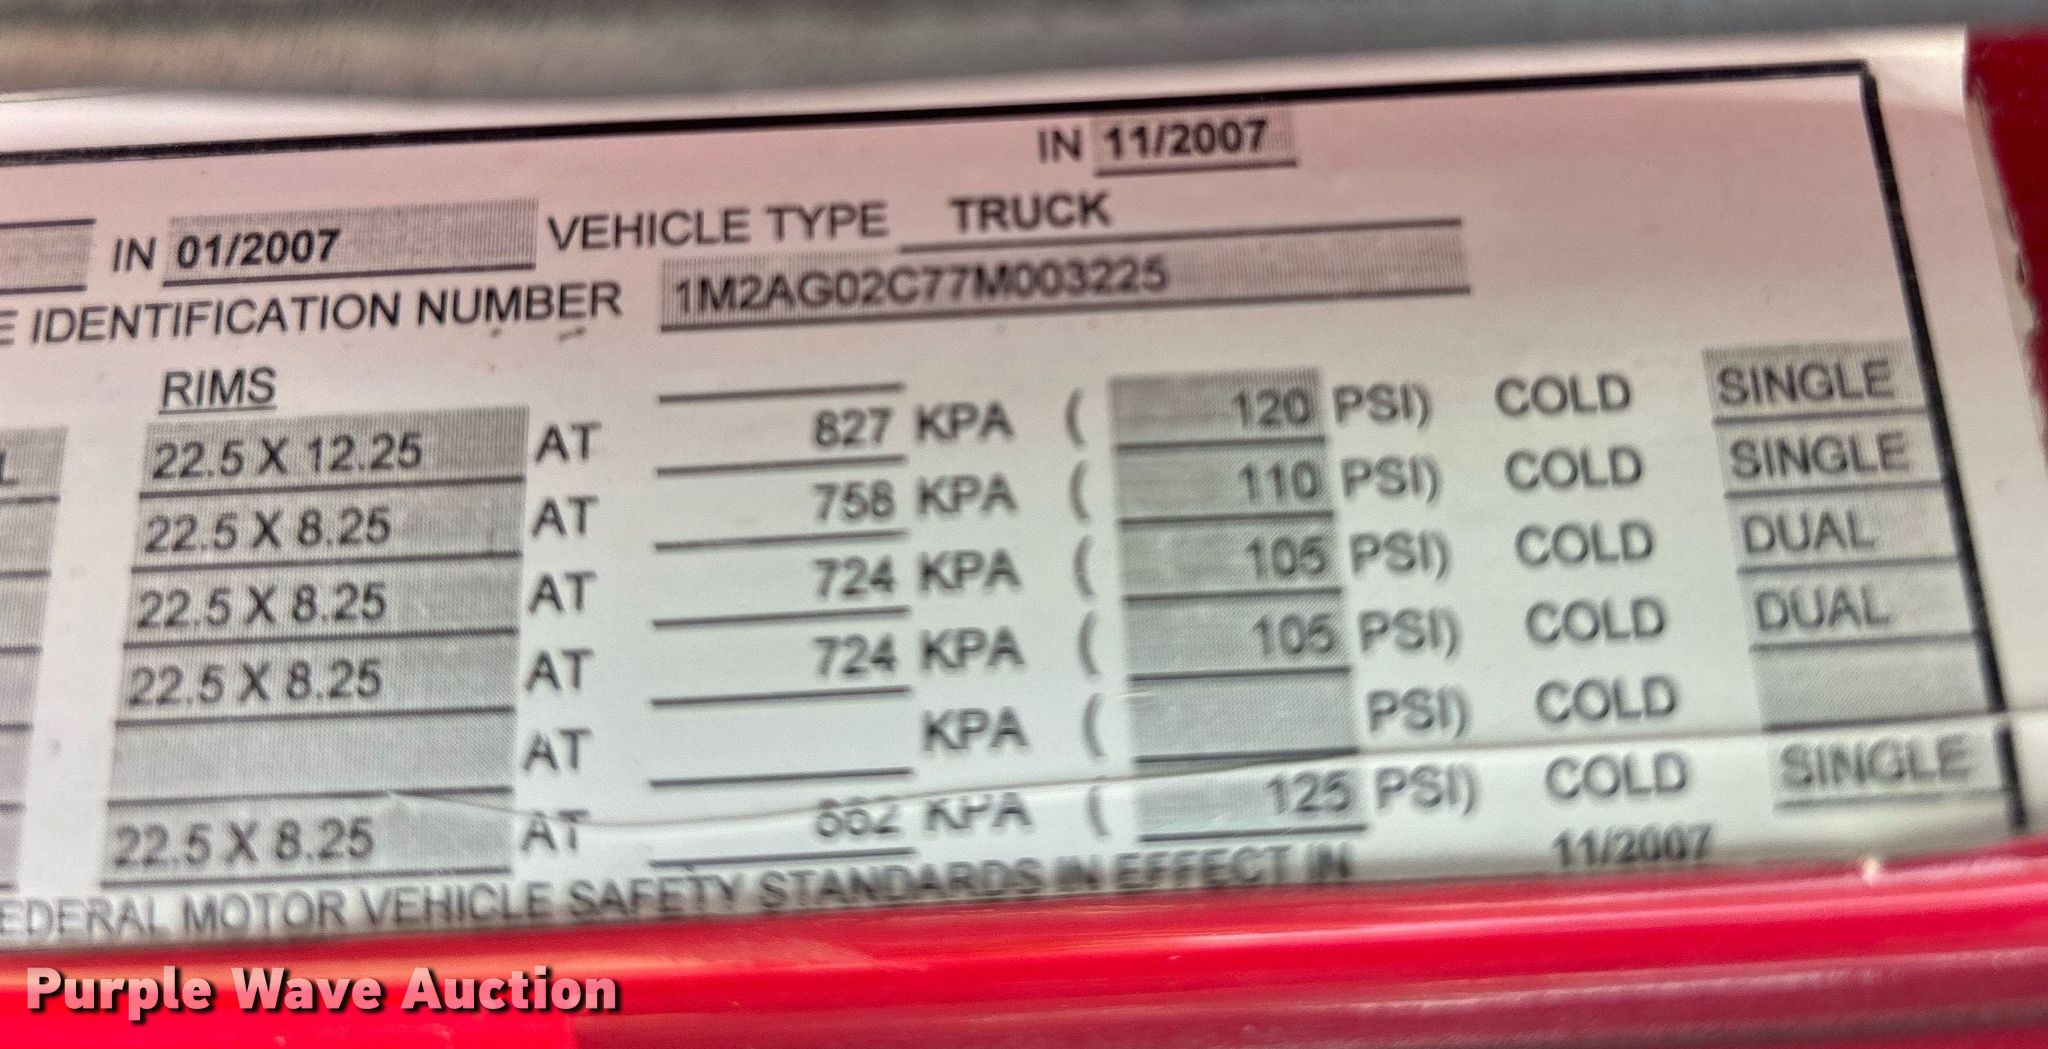 IN 11/2007
IN 01/2007 VEHICLE TYPE TRUCK
E IDENTIFICATION NUMBER 1M2AG02C77M003225
RIMS
L 22.5 X 12.25 AT 827 KPA ( 120 PSI) COLD SINGLE
22.5 X 8.25 AT 758 KPA ( 110 PSI) COLD SINGLE
22.5 X 8.25 AT 724 KPA ( 105 PSI) COLD DUAL
22.5 X 8.25 AT 724 KPA ( 105 PSI) COLD DUAL
AT KPA ( PSI) COLD
22.5 X 8.25 AT 862 KPA ( 125 PSI) COLD SINGLE
EDERAL MOTOR VEHICLE SAFETY STANDARDS IN EFFECT IN 11/2007
Purple Wave Auction